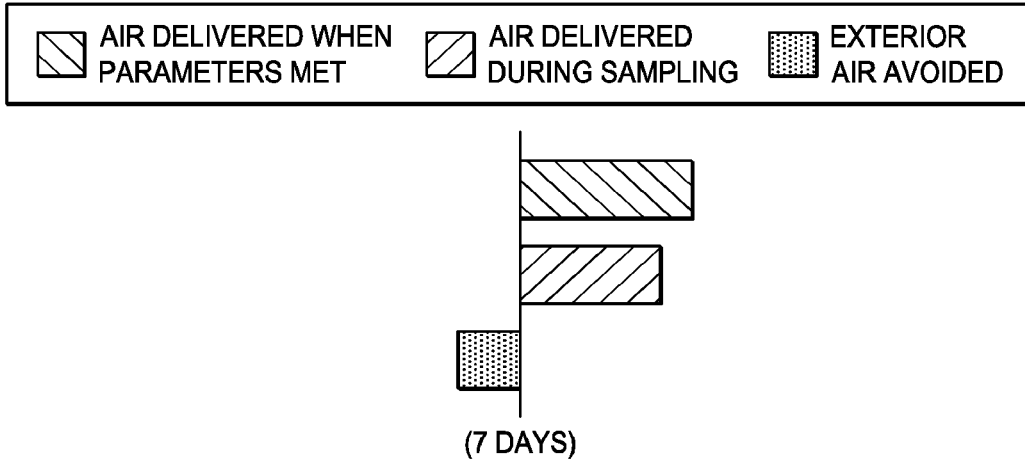 AIR DELIVERED WHEN
PARAMETERS MET
AIR DELIVERED
DURING SAMPLING
EXTERIOR
AIR AVOIDED
(7 DAYS)